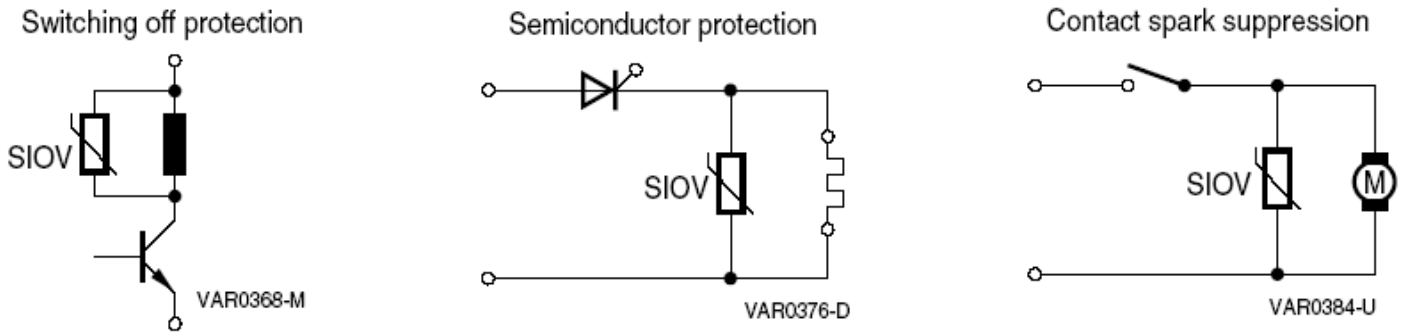 Switching off protection
SIOV
VAR0368-M
Semiconductor protection
SIOV
VAR0376-D
Contact spark suppression
SIOV
M
VAR0384-U